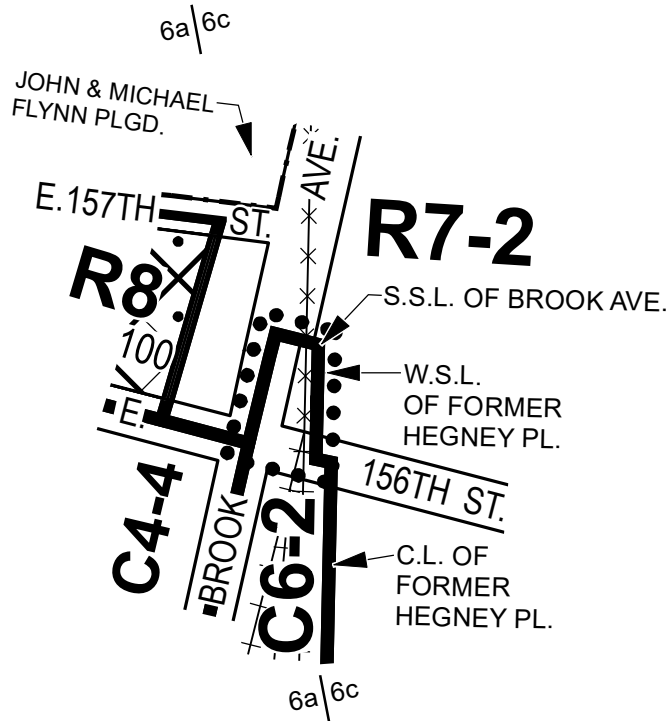 6a 6c
JOHN & MICHAEL
FLYNN PLGD.
AVE.
E. 157TH ST.
R7-2
R8
S.S.L. OF BROOK AVE.
100
W.S.L.
OF FORMER
HEGNEY PL.
E. 156TH ST.
C4-4
BROOK
C6-2
C.L. OF
FORMER
HEGNEY PL.
6a 6c